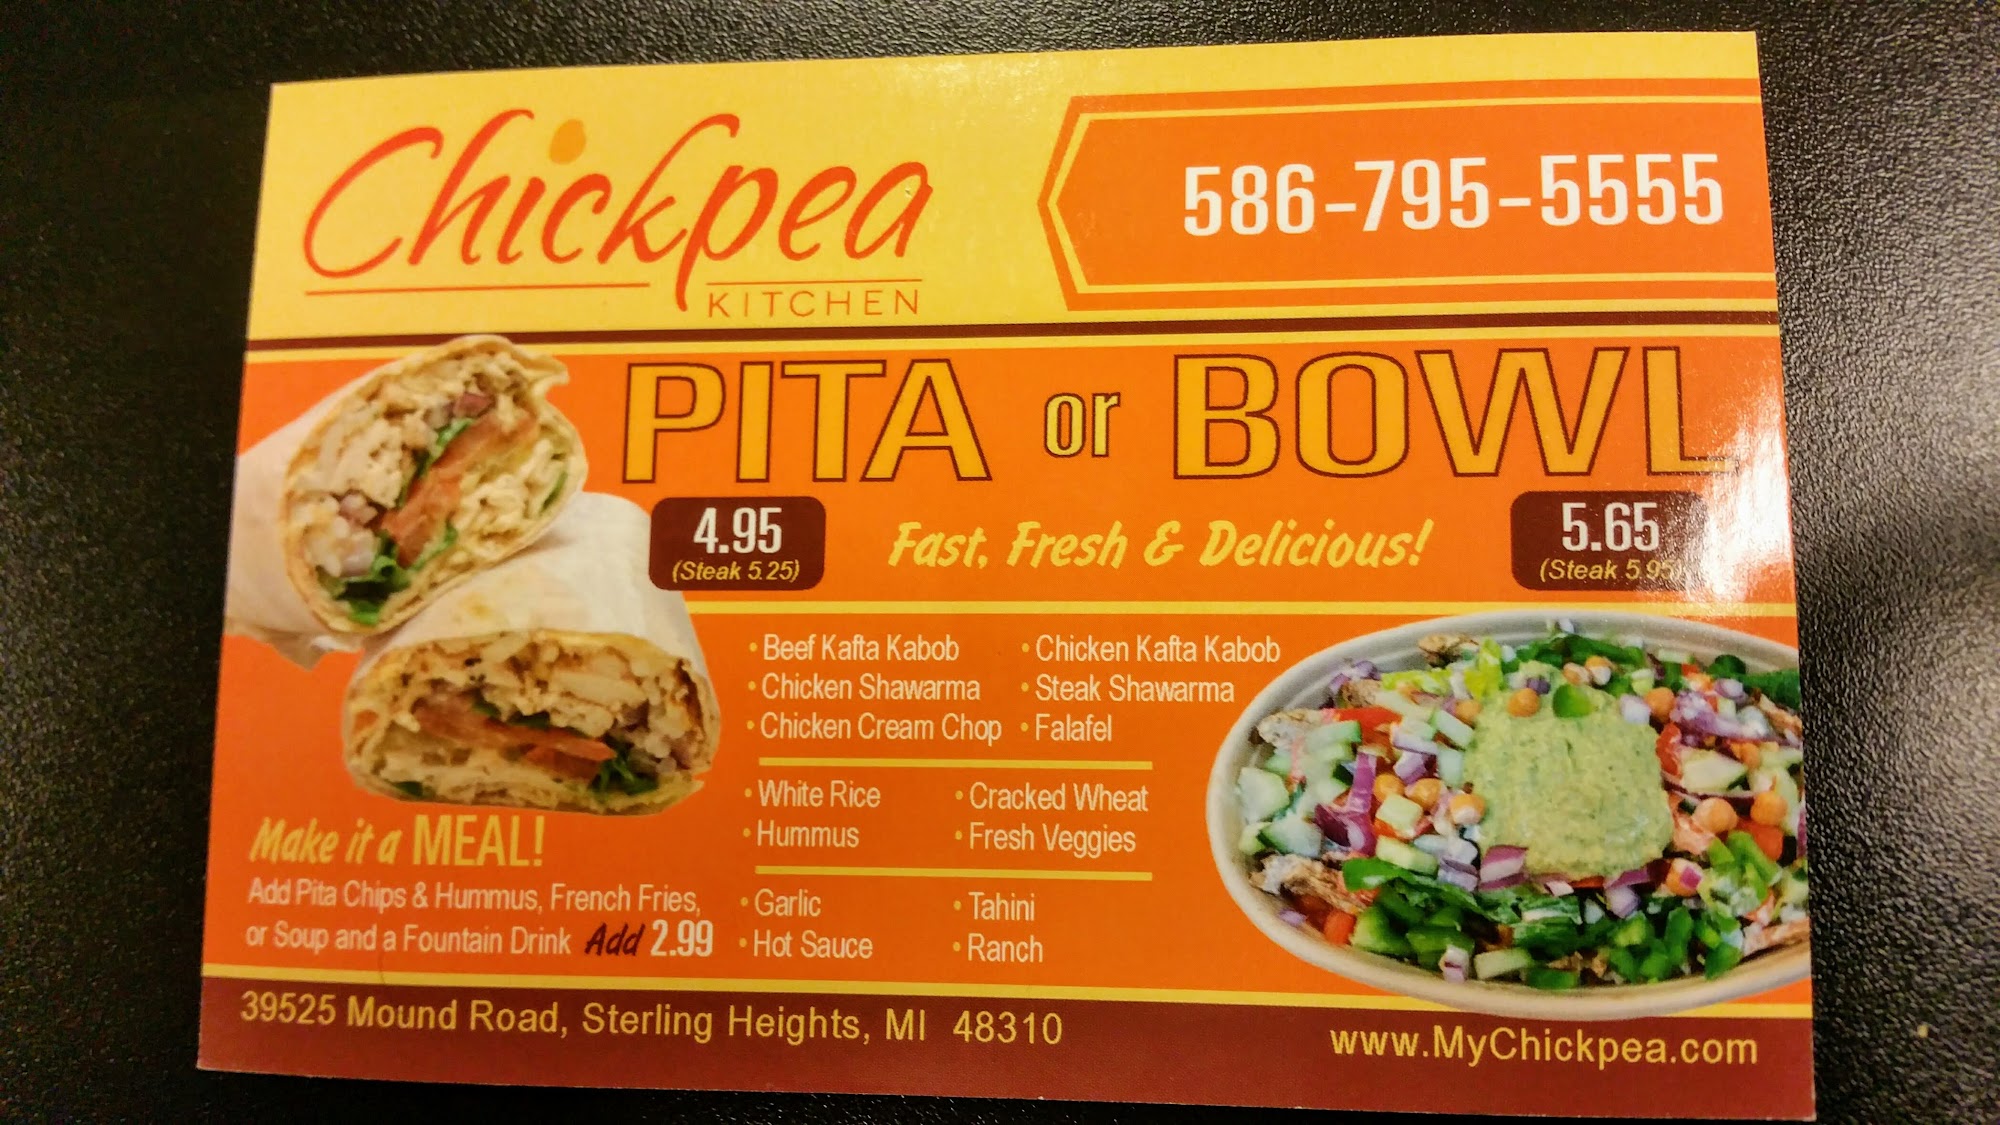 Chickpea
KITCHEN
586-795-5555
PITA or BOWL
4.95
(Steak 5.25)
Fast, Fresh & Delicious!
5.65
(Steak 5.95)
• Beef Kafta Kabob
• Chicken Shawarma
• Chicken Cream Chop
• Chicken Kafta Kabob
• Steak Shawarma
• Falafel
• White Rice
• Hummus
• Cracked Wheat
• Fresh Veggies
• Garlic
• Hot Sauce
• Tahini
• Ranch
Make it a MEAL!
Add Pita Chips & Hummus, French Fries,
or Soup and a Fountain Drink Add 2.99
39525 Mound Road, Sterling Heights, MI 48310
www.MyChickpea.com